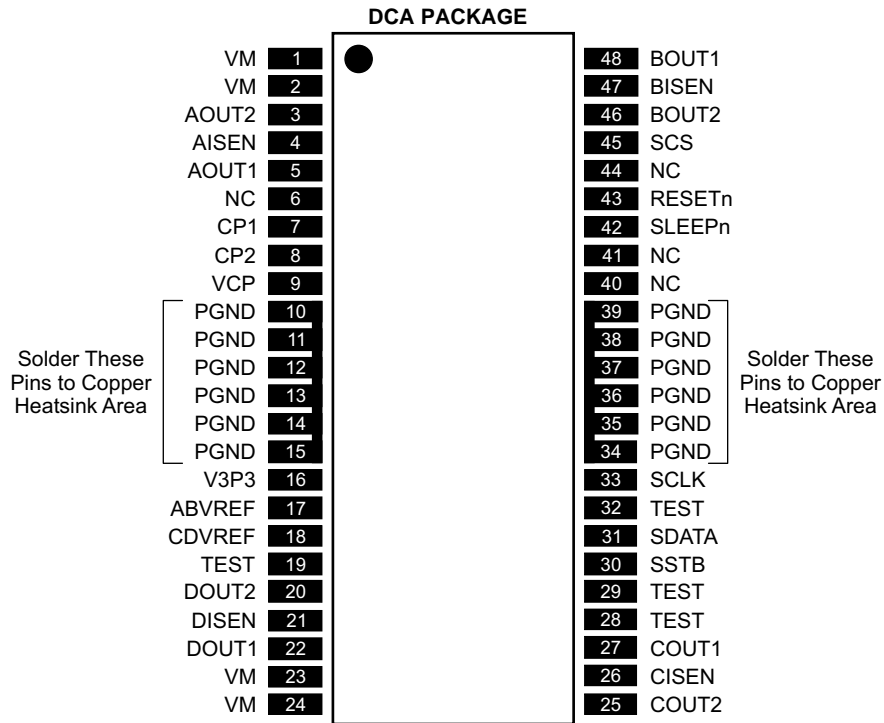 DCA PACKAGE
VM 1 48 BOUT1
VM 2 47 BISEN
AOUT2 3 46 BOUT2
AISEN 4 45 SCS
AOUT1 5 44 NC
NC 6 43 RESETn
CP1 7 42 SLEEPn
CP2 8 41 NC
VCP 9 40 NC
PGND 10 39 PGND
PGND 11 38 PGND
PGND 12 37 PGND
PGND 13 36 PGND
PGND 14 35 PGND
PGND 15 34 PGND
Solder These
Pins to Copper
Heatsink Area
Solder These
Pins to Copper
Heatsink Area
V3P3 16 33 SCLK
ABVREF 17 32 TEST
CDVREF 18 31 SDATA
TEST 19 30 SSTB
DOUT2 20 29 TEST
DISEN 21 28 TEST
DOUT1 22 27 COUT1
VM 23 26 CISEN
VM 24 25 COUT2